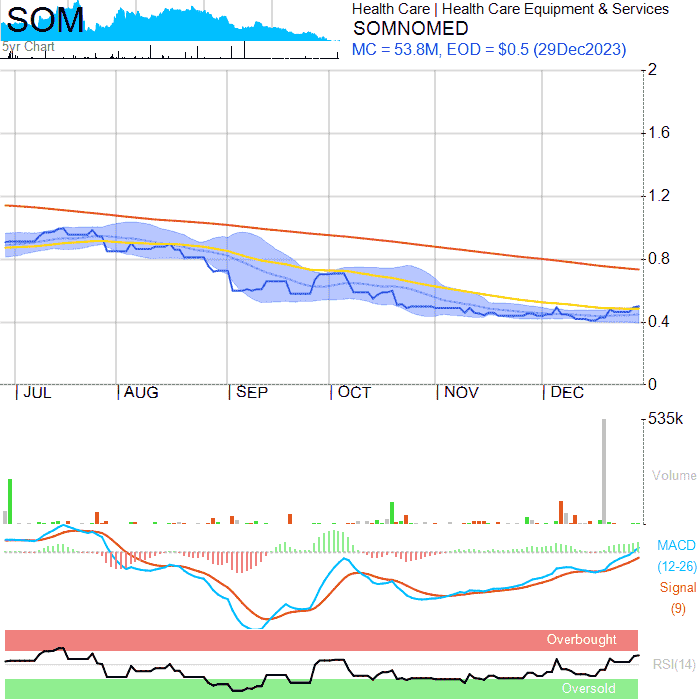 SOM
Health Care | Health Care Equipment & Services
SOMNOMED
5yr Chart
MC = 53.8M, EOD = $0.5 (29Dec2023)
2
1.6
1.2
0.8
0.4
0
| JUL | AUG | SEP | OCT | NOV | DEC
535k
Volume
MACD
(12-26)
Signal
(9)
Overbought
RSI(14)
Oversold